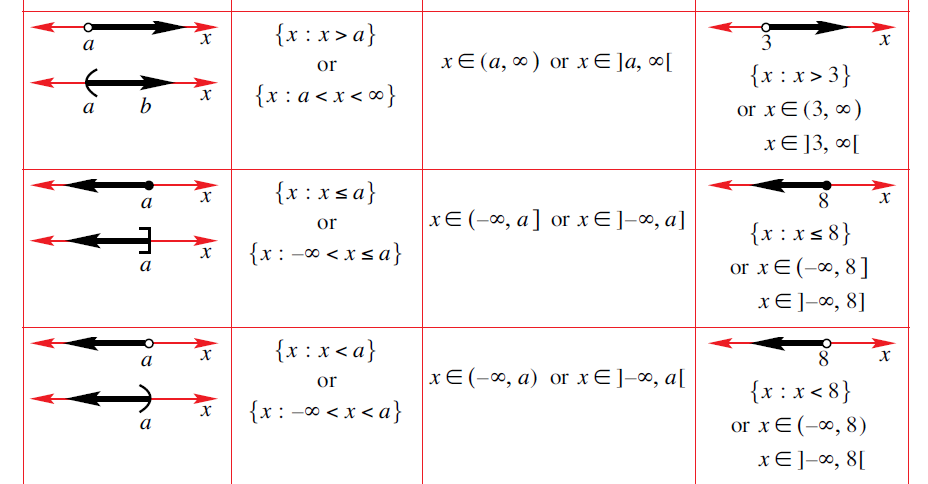 a x
a b x
{x : x > a}
or
{x : a < x < ∞}
x ∈ (a, ∞) or x ∈ ]a, ∞[
3 x
{x : x > 3}
or x ∈ (3, ∞)
x ∈ ]3, ∞[
a x
a x
{x : x ≤ a}
or
{x : –∞ < x ≤ a}
x ∈ (–∞, a] or x ∈ ]–∞, a]
8 x
{x : x ≤ 8}
or x ∈ (–∞, 8]
x ∈ ]–∞, 8]
a x
a x
{x : x < a}
or
{x : –∞ < x < a}
x ∈ (–∞, a) or x ∈ ]–∞, a[
8 x
{x : x < 8}
or x ∈ (–∞, 8)
x ∈ ]–∞, 8[